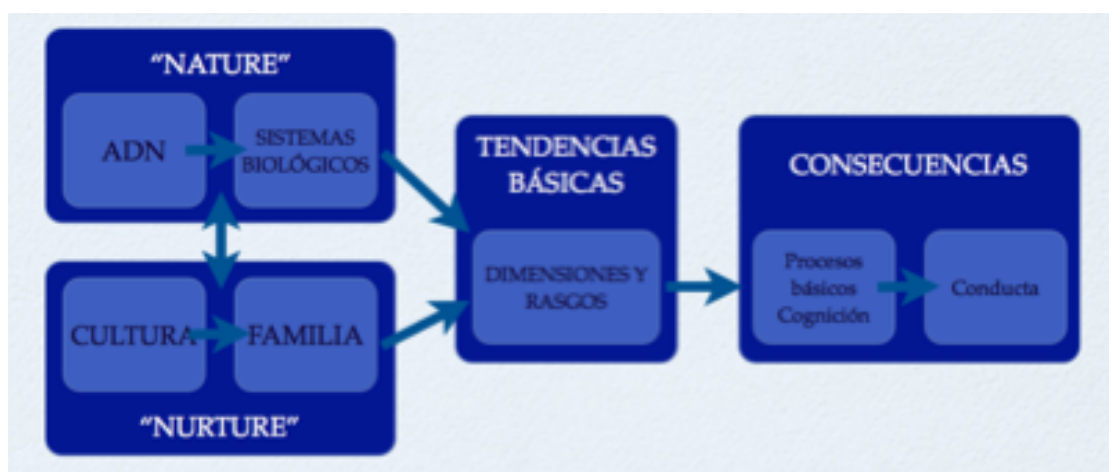 “NATURE”
ADN
SISTEMAS
BIOLÓGICOS
CULTURA
FAMILIA
“NURTURE”
TENDENCIAS
BÁSICAS
DIMENSIONES Y
RASGOS
CONSECUENCIAS
Procesos
básicos
Cognición
Conducta